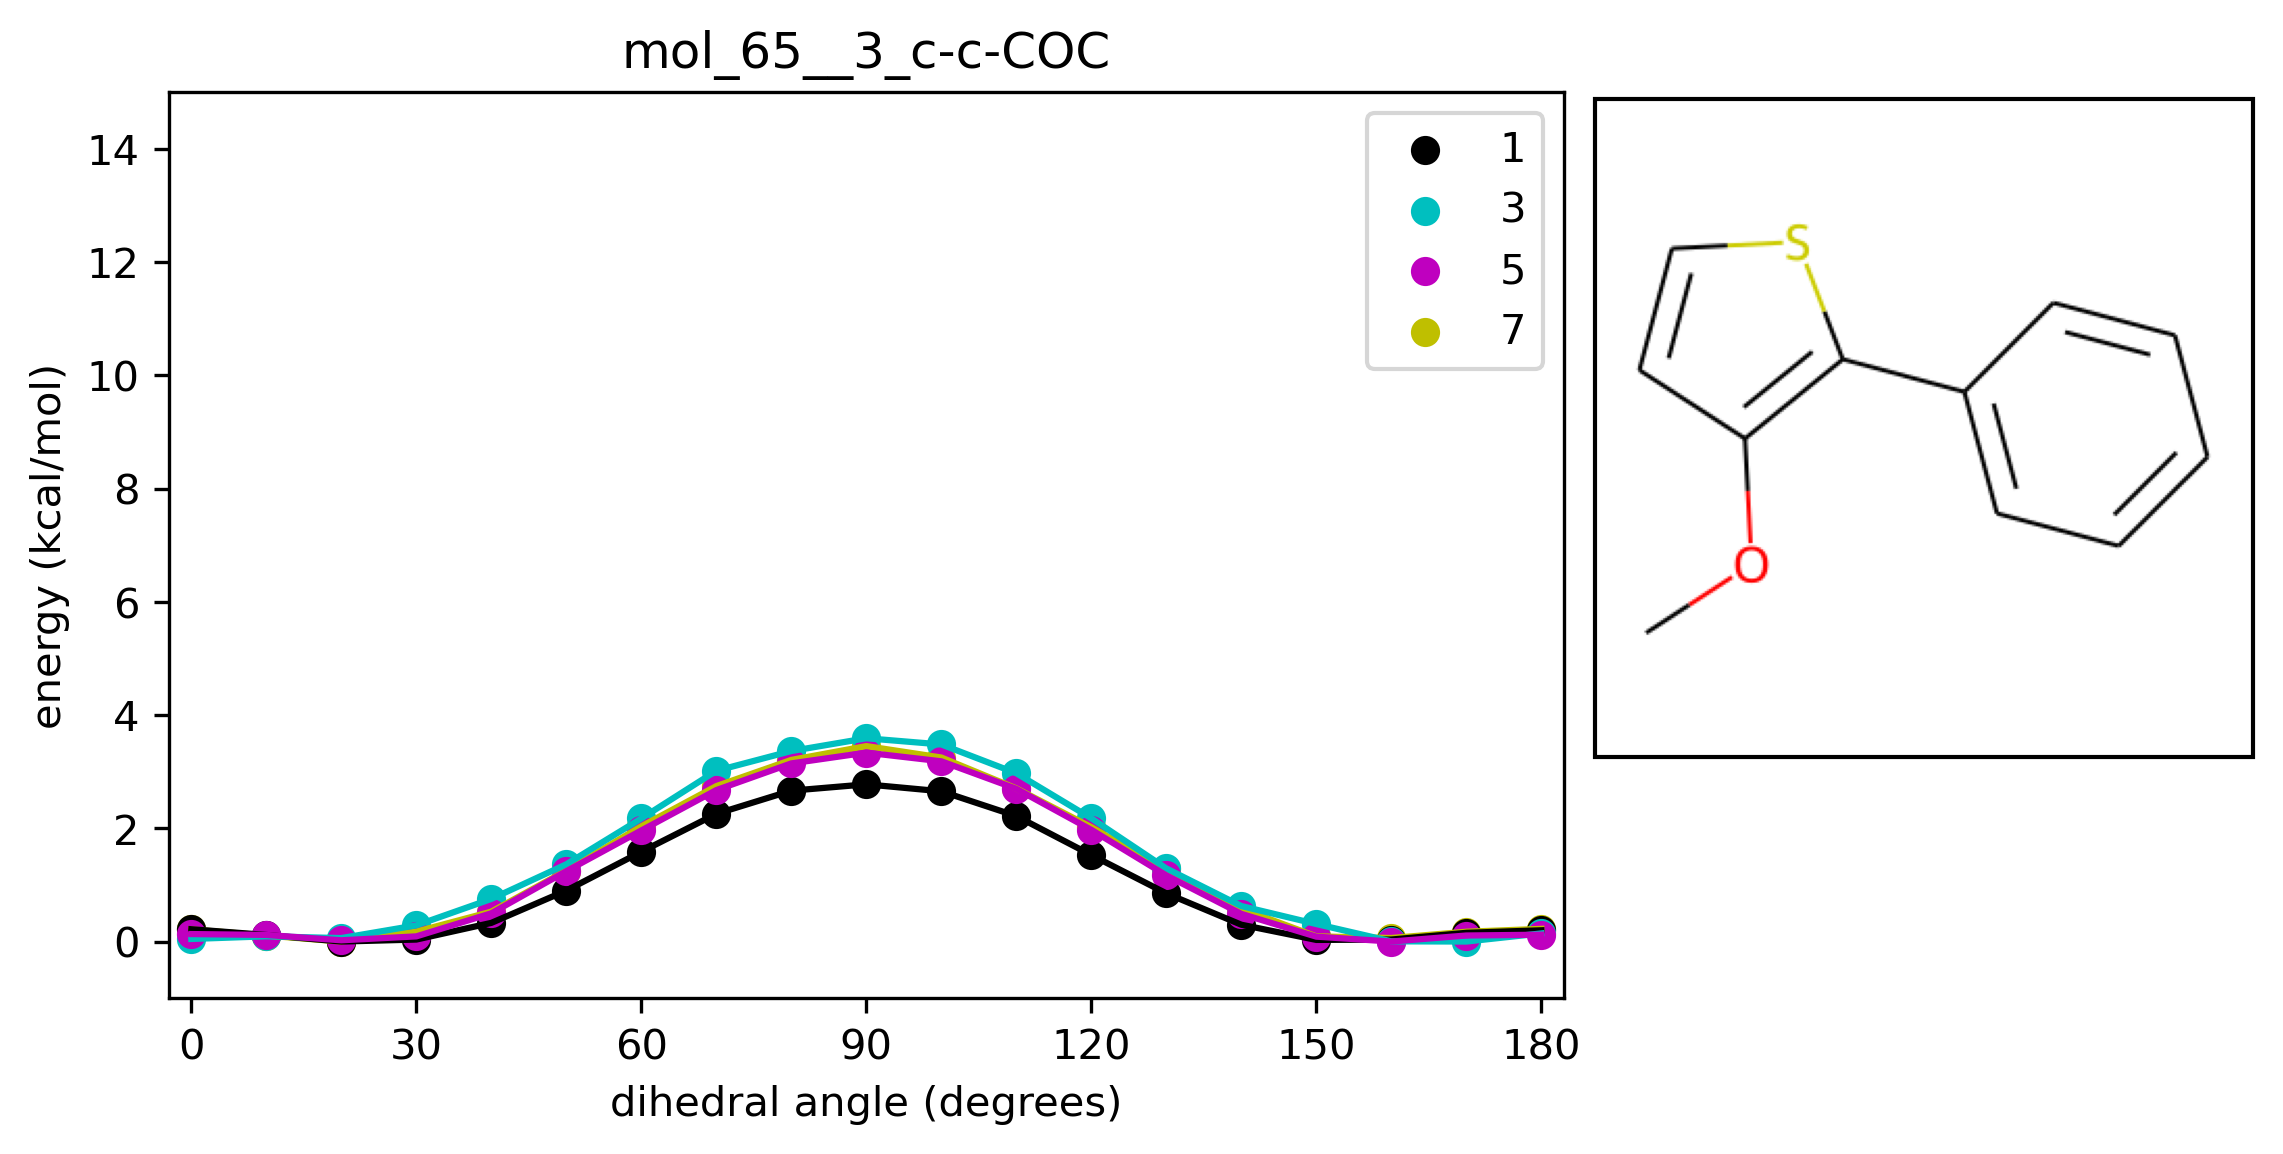 mol_65__3_c-c-COC
14
12
10
8
6
4
2
0
energy (kcal/mol)
0 30 60 90 120 150 180
dihedral angle (degrees)
1
3
5
7
S
O